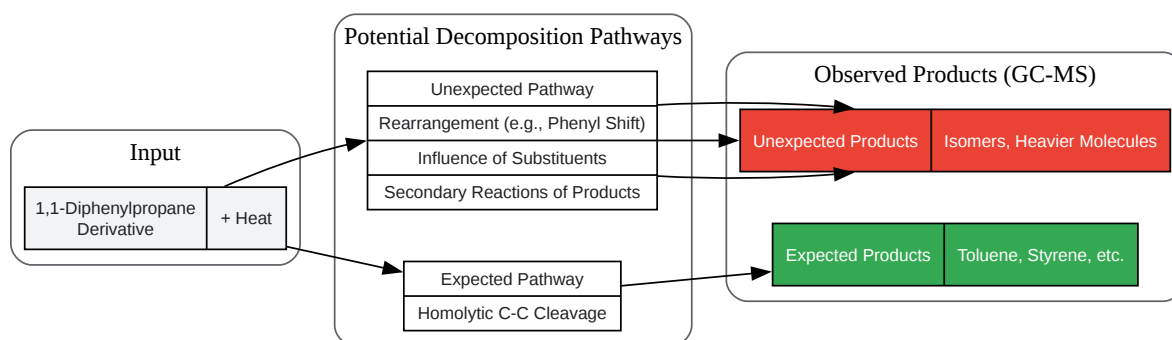 Input
1,1-Diphenylpropane
Derivative
+ Heat
Potential Decomposition Pathways
Unexpected Pathway
Rearrangement (e.g., Phenyl Shift)
Influence of Substituents
Secondary Reactions of Products
Expected Pathway
Homolytic C-C Cleavage
Observed Products (GC-MS)
Unexpected Products
Isomers, Heavier Molecules
Expected Products
Toluene, Styrene, etc.